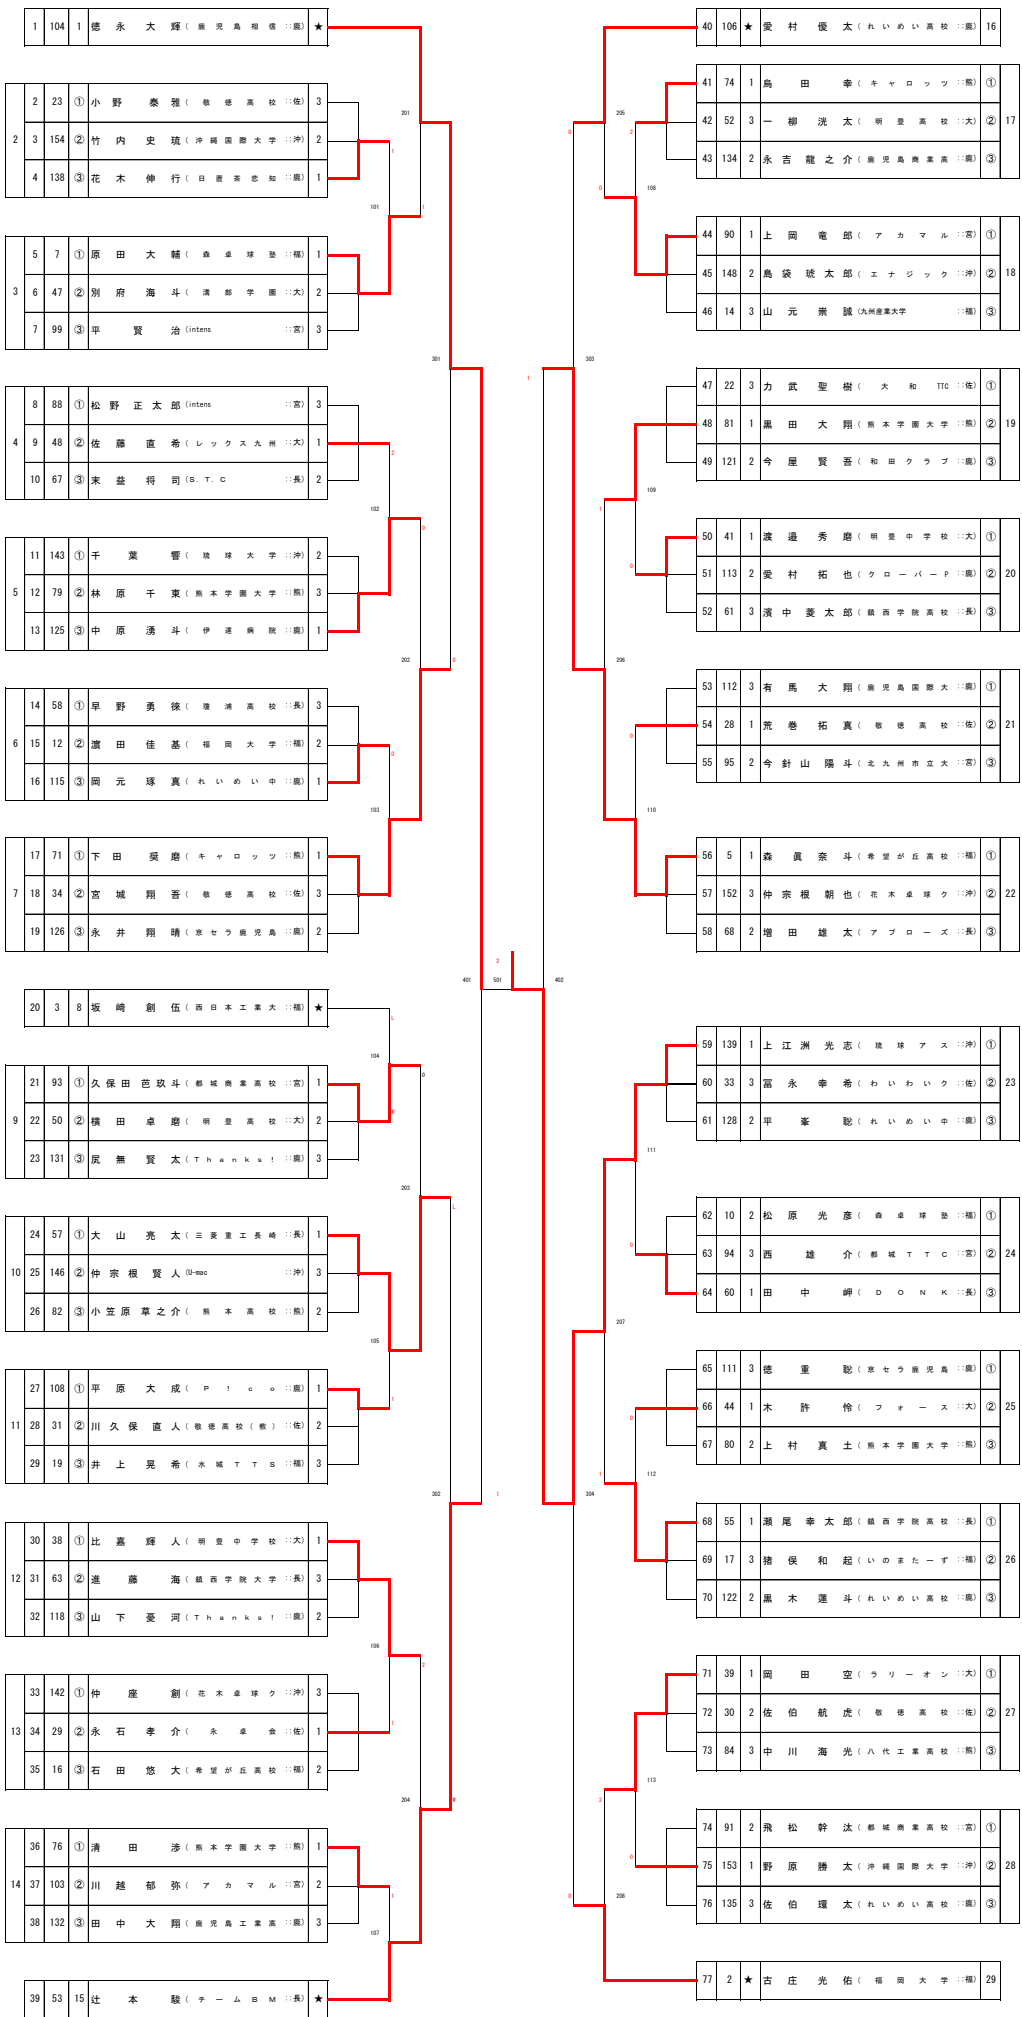 1 104 1 徳永大輝 (鹿児島相信::鹿) ★
2
2 23 ① 小野泰雅 (敬徳高校::佐) 3
3 154 ② 竹内史琉 (沖縄国際大学::沖) 2
4 138 ③ 花木伸行 (日置茶恋知::鹿) 1
3
5 7 ① 原田大輔 (森卓球塾::福) 1
6 47 ② 別府海斗 (溝部学園::大) 2
7 99 ③ 平賢治 (intens::宮) 3
4
8 88 ① 松野正太郎 (intens::宮) 3
9 48 ② 佐藤直希 (レックス九州::大) 1
10 67 ③ 末益将司 (S.T.C::長) 2
5
11 143 ① 千葉響 (琉球大学::沖) 2
12 79 ② 林原千東 (熊本学園大学::熊) 3
13 125 ③ 中原湧斗 (伊達病院::鹿) 1
6
14 58 ① 早野勇徠 (瓊浦高校::長) 3
15 12 ② 濵田佳基 (福岡大学::福) 2
16 115 ③ 岡元琢真 (れいめい中::鹿) 1
7
17 71 ① 下田奨磨 (キャロッツ::熊) 1
18 34 ② 宮城翔吾 (敬徳高校::佐) 3
19 126 ③ 永井翔晴 (京セラ鹿児島::鹿) 2
20 3 8 坂崎創伍 (西日本工業大::福) ★
9
21 93 ① 久保田芭玖斗 (都城商業高校::宮) 1
22 50 ② 横田卓磨 (明豊高校::大) 2
23 131 ③ 尻無賢太 (Thanks!::鹿) 3
10
24 57 ① 大山亮太 (三菱重工長崎::長) 1
25 146 ② 仲宗根賢人 (U-mac::沖) 3
26 82 ③ 小笠原草之介 (熊本高校::熊) 2
11
27 108 ① 平原大成 (P!co::鹿) 1
28 31 ② 川久保直人 (敬徳高校(教)::佐) 2
29 19 ③ 井上晃希 (水城TTS::福) 3
12
30 38 ① 比嘉輝人 (明豊中学校::大) 1
31 63 ② 進藤海 (鎮西学院大学::長) 3
32 118 ③ 山下憂河 (Thanks!::鹿) 2
13
33 142 ① 仲座創 (花木卓球ク::沖) 3
34 29 ② 永石孝介 (永卓会::佐) 1
35 16 ③ 石田悠大 (希望が丘高校::福) 2
14
36 76 ① 清田渉 (熊本学園大学::熊) 1
37 103 ② 川越郁弥 (アカマル::宮) 2
38 132 ③ 田中大翔 (鹿児島工業高::鹿) 3
39 53 15 辻本駿 (チームBM::長) ★
101
1
201
1
102
2
0
103
0
202
0
301
104
L
W
0
105
1
203
L
106
1
2
107
1
204
W
302
1
401
501
2
402
1
303
0
205
0
2
108
109
0
1
206
110
0
111
0
207
112
0
1
304
113
0
2
208
0
40 106 ★ 愛村優太 (れいめい高校::鹿) 16
41 74 1 鳥田幸 (キャロッツ::熊) ①
42 52 3 一柳洸太 (明豊高校::大) ②
43 134 2 永吉龍之介 (鹿児島商業高::鹿) ③
17
44 90 1 上岡竜郎 (アカマル::宮) ①
45 148 2 島袋琥太郎 (エナジック::沖) ②
46 14 3 山元崇誠 (九州産業大学::福) ③
18
47 22 3 力武聖樹 (大和TTC::佐) ①
48 81 1 黒田大翔 (熊本学園大学::熊) ②
49 121 2 今屋賢吾 (和田クラブ::鹿) ③
19
50 41 1 渡邉秀磨 (明豊中学校::大) ①
51 113 2 愛村拓也 (クローバーP::鹿) ②
52 61 3 濱中菱太郎 (鎮西学院高校::長) ③
20
53 112 3 有馬大翔 (鹿児島国際大::鹿) ①
54 28 1 荒巻拓真 (敬徳高校::佐) ②
55 95 2 今針山陽斗 (北九州市立大::宮) ③
21
56 5 1 森眞奈斗 (希望が丘高校::福) ①
57 152 3 仲宗根朝也 (花木卓球ク::沖) ②
58 68 2 増田雄太 (アプローズ::長) ③
22
59 139 1 上江洲光志 (琉球アス::沖) ①
60 33 3 冨永幸希 (わいわいク::佐) ②
61 128 2 平峯聡 (れいめい中::鹿) ③
23
62 10 2 松原光彦 (森卓球塾::福) ①
63 94 3 西雄介 (都城TTC::宮) ②
64 60 1 田中岬 (DONK::長) ③
24
65 111 3 徳重聡 (京セラ鹿児島::鹿) ①
66 44 1 木許怜 (フォース::大) ②
67 80 2 上村真土 (熊本学園大学::熊) ③
25
68 55 1 瀬尾幸太郎 (鎮西学院高校::長) ①
69 17 3 猪俣和起 (いのまたーず::福) ②
70 122 2 黒木蓮斗 (れいめい高校::鹿) ③
26
71 39 1 岡田空 (ラリーオン::大) ①
72 30 2 佐伯航虎 (敬徳高校::佐) ②
73 84 3 中川海光 (八代工業高校::熊) ③
27
74 91 2 飛松幹汰 (都城商業高校::宮) ①
75 153 1 野原勝太 (沖縄国際大学::沖) ②
76 135 3 佐伯環太 (れいめい高校::鹿) ③
28
77 2 ★ 古庄光佑 (福岡大学::福) 29